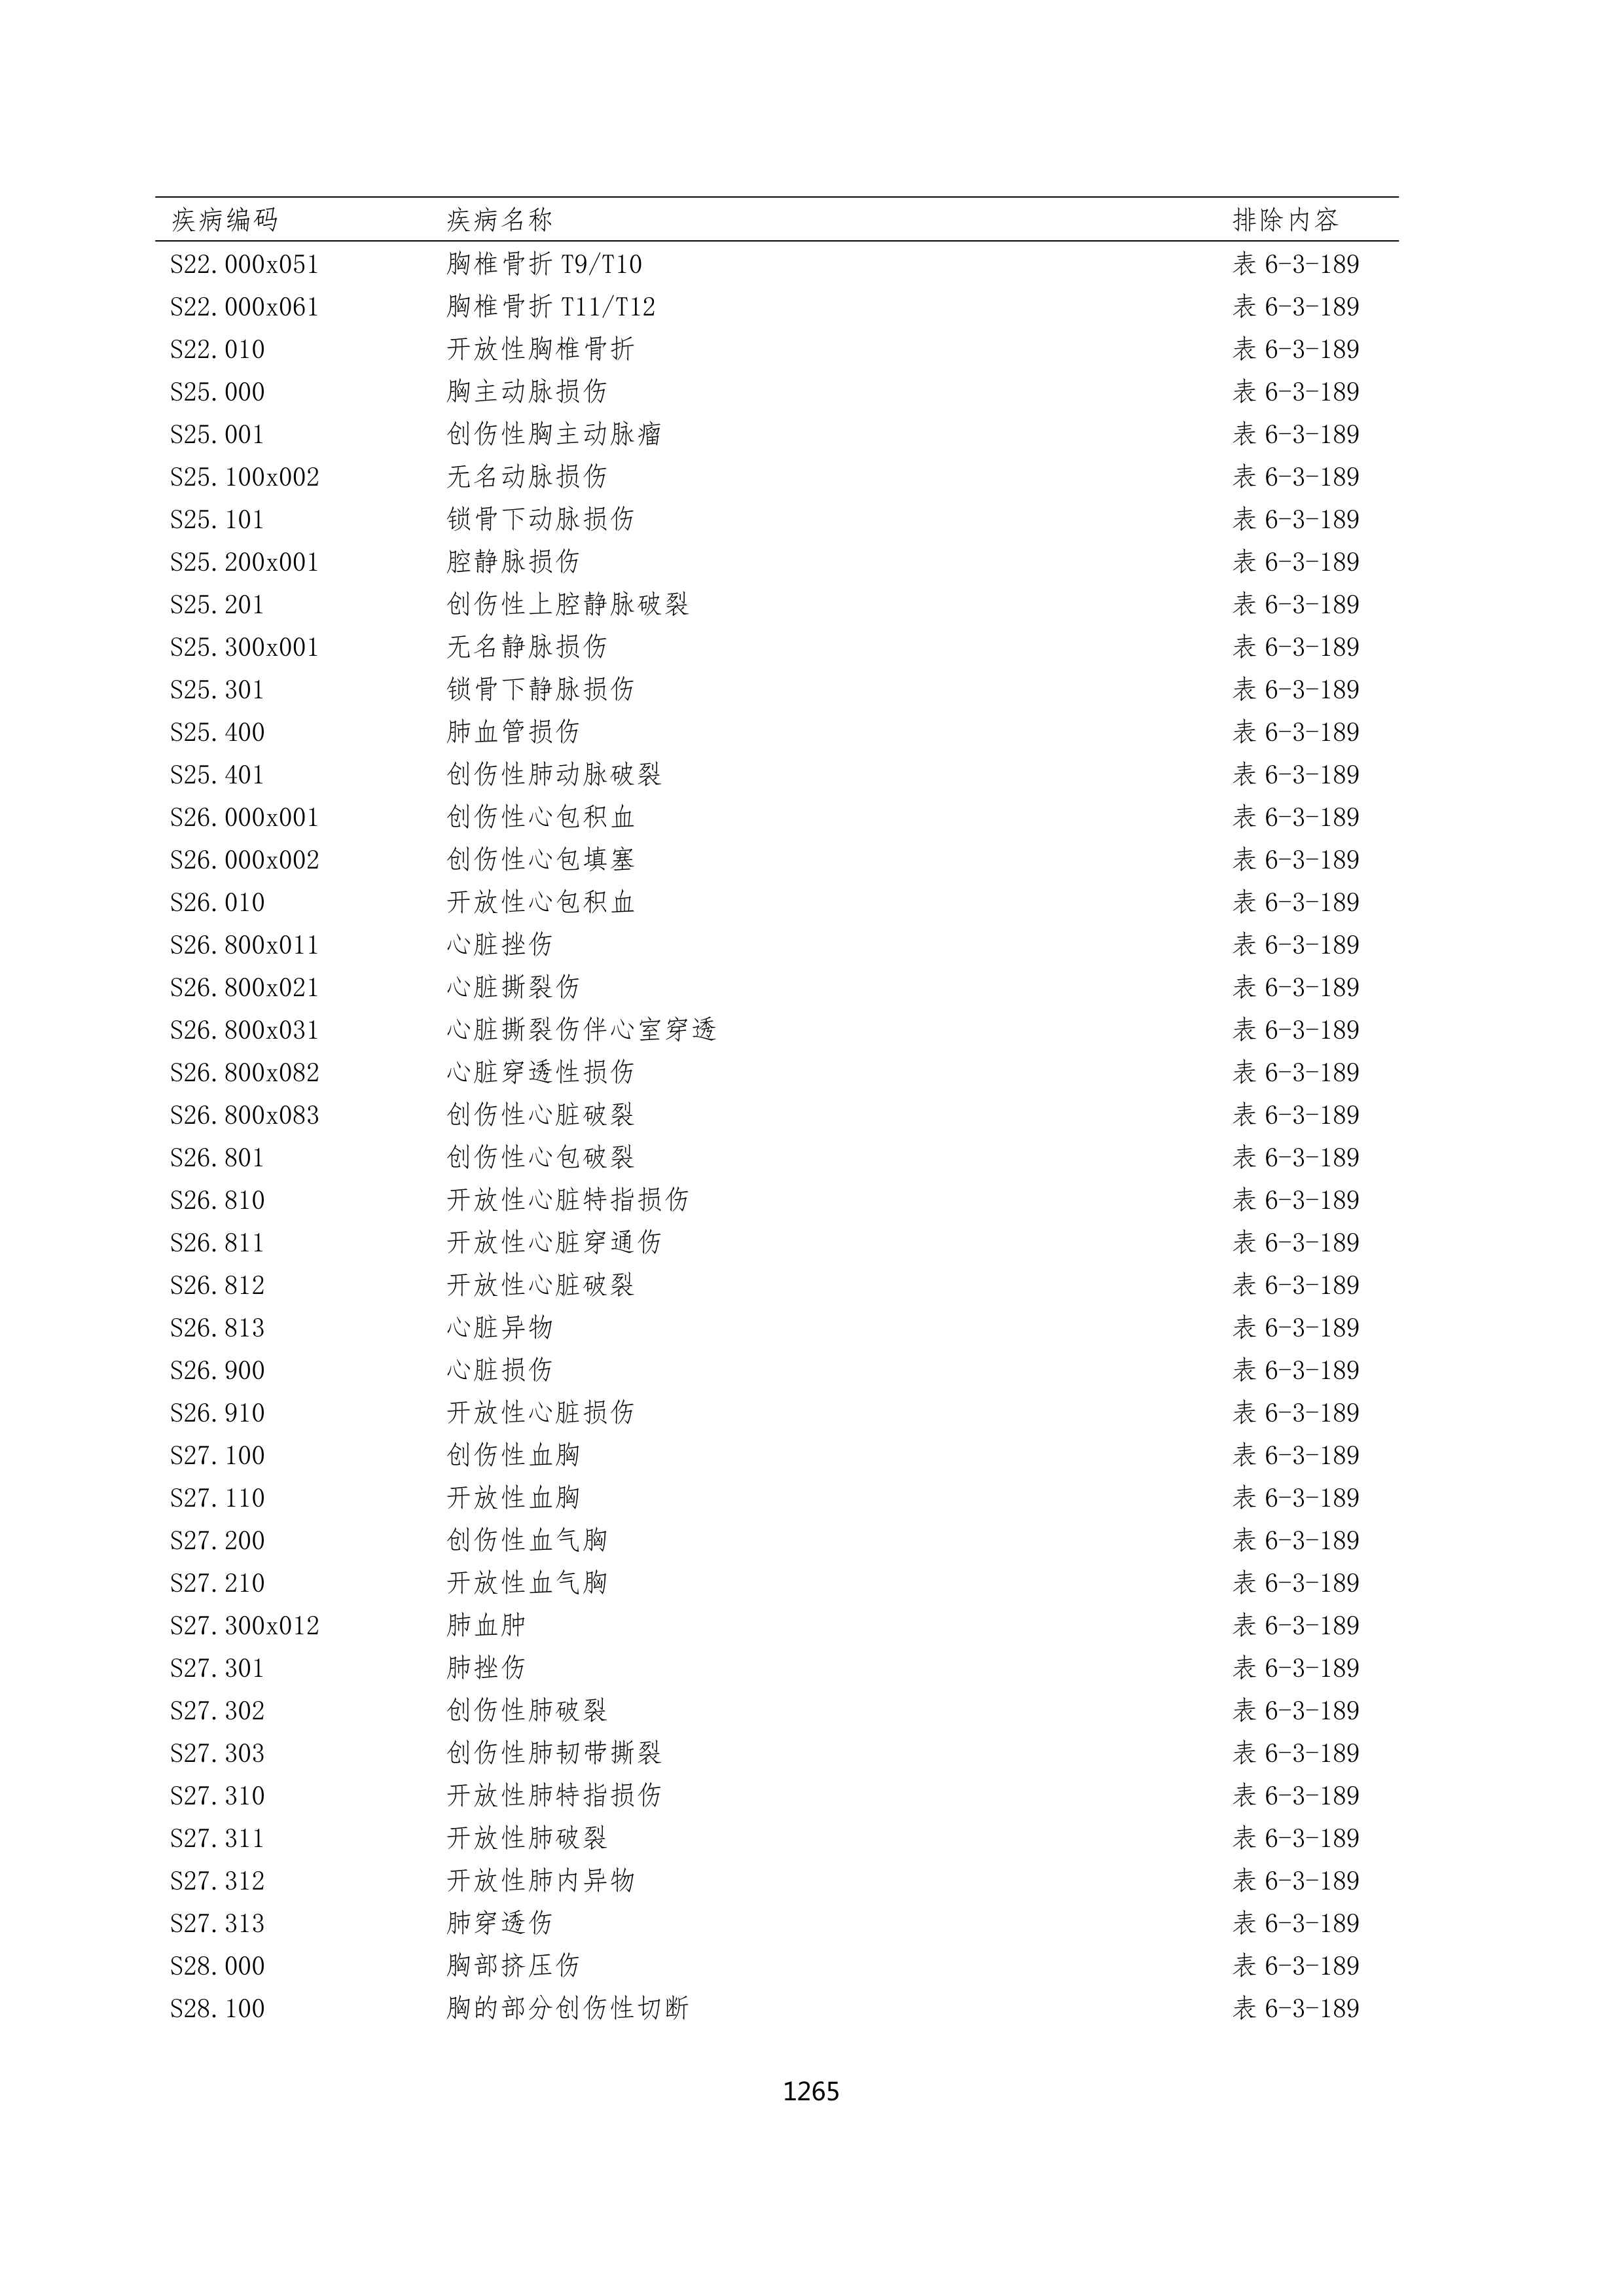 疾病编码 疾病名称 排除内容
S22.000x051 胸椎骨折 T9/T10 表 6-3-189
S22.000x061 胸椎骨折 T11/T12 表 6-3-189
S22.010 开放性胸椎骨折 表 6-3-189
S25.000 胸主动脉损伤 表 6-3-189
S25.001 创伤性胸主动脉瘤 表 6-3-189
S25.100x002 无名动脉损伤 表 6-3-189
S25.101 锁骨下动脉损伤 表 6-3-189
S25.200x001 腔静脉损伤 表 6-3-189
S25.201 创伤性上腔静脉破裂 表 6-3-189
S25.300x001 无名静脉损伤 表 6-3-189
S25.301 锁骨下静脉损伤 表 6-3-189
S25.400 肺血管损伤 表 6-3-189
S25.401 创伤性肺动脉破裂 表 6-3-189
S26.000x001 创伤性心包积血 表 6-3-189
S26.000x002 创伤性心包填塞 表 6-3-189
S26.010 开放性心包积血 表 6-3-189
S26.800x011 心脏挫伤 表 6-3-189
S26.800x021 心脏撕裂伤 表 6-3-189
S26.800x031 心脏撕裂伤伴心室穿透 表 6-3-189
S26.800x082 心脏穿透性损伤 表 6-3-189
S26.800x083 创伤性心脏破裂 表 6-3-189
S26.801 创伤性心包破裂 表 6-3-189
S26.810 开放性心脏特指损伤 表 6-3-189
S26.811 开放性心脏穿通伤 表 6-3-189
S26.812 开放性心脏破裂 表 6-3-189
S26.813 心脏异物 表 6-3-189
S26.900 心脏损伤 表 6-3-189
S26.910 开放性心脏损伤 表 6-3-189
S27.100 创伤性血胸 表 6-3-189
S27.110 开放性血胸 表 6-3-189
S27.200 创伤性血气胸 表 6-3-189
S27.210 开放性血气胸 表 6-3-189
S27.300x012 肺血肿 表 6-3-189
S27.301 肺挫伤 表 6-3-189
S27.302 创伤性肺破裂 表 6-3-189
S27.303 创伤性肺韧带撕裂 表 6-3-189
S27.310 开放性肺特指损伤 表 6-3-189
S27.311 开放性肺破裂 表 6-3-189
S27.312 开放性肺内异物 表 6-3-189
S27.313 肺穿透伤 表 6-3-189
S28.000 胸部挤压伤 表 6-3-189
S28.100 胸的部分创伤性切断 表 6-3-189
1265